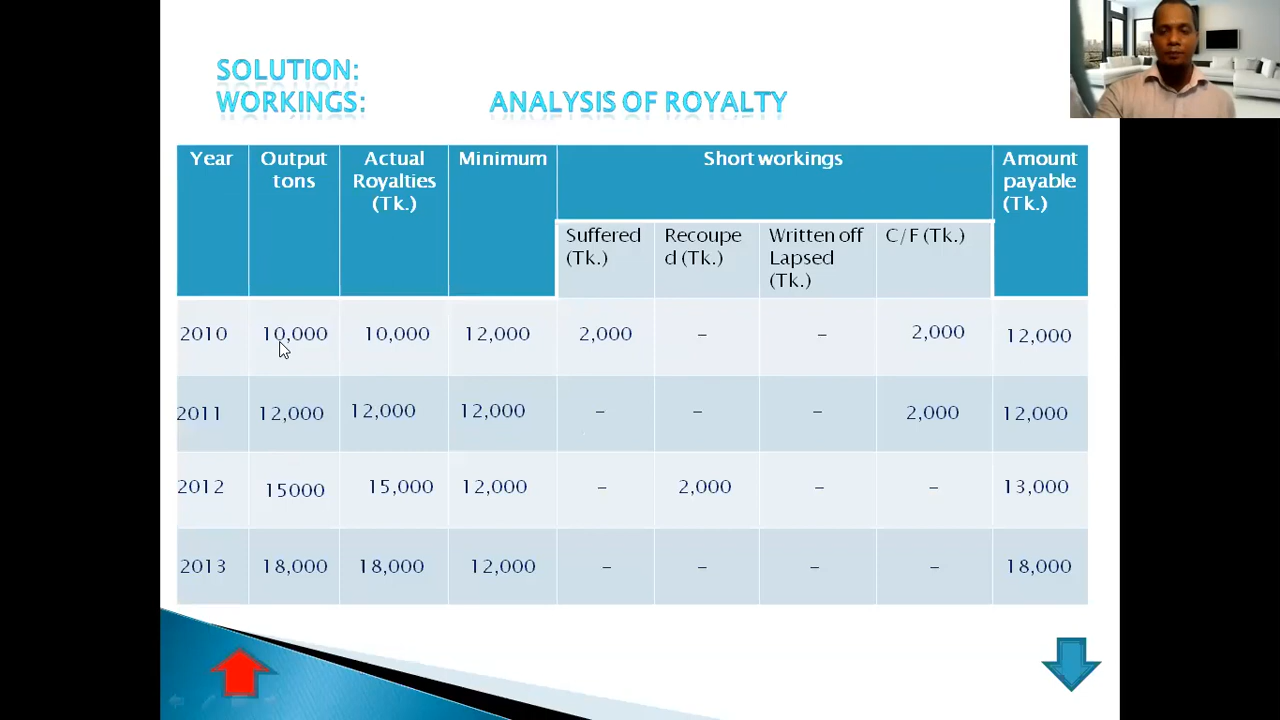 SOLUTION:
WORKINGS: ANALYSIS OF ROYALTY
Year Output tons Actual Royalties (Tk.) Minimum Short workings Amount payable (Tk.)
Suffered (Tk.) Recoupe d (Tk.) Written off Lapsed (Tk.) C/F (Tk.)
2010 10,000 10,000 12,000 2,000 – – 2,000 12,000
2011 12,000 12,000 12,000 – – – 2,000 12,000
2012 15000 15,000 12,000 – 2,000 – – 13,000
2013 18,000 18,000 12,000 – – – – 18,000